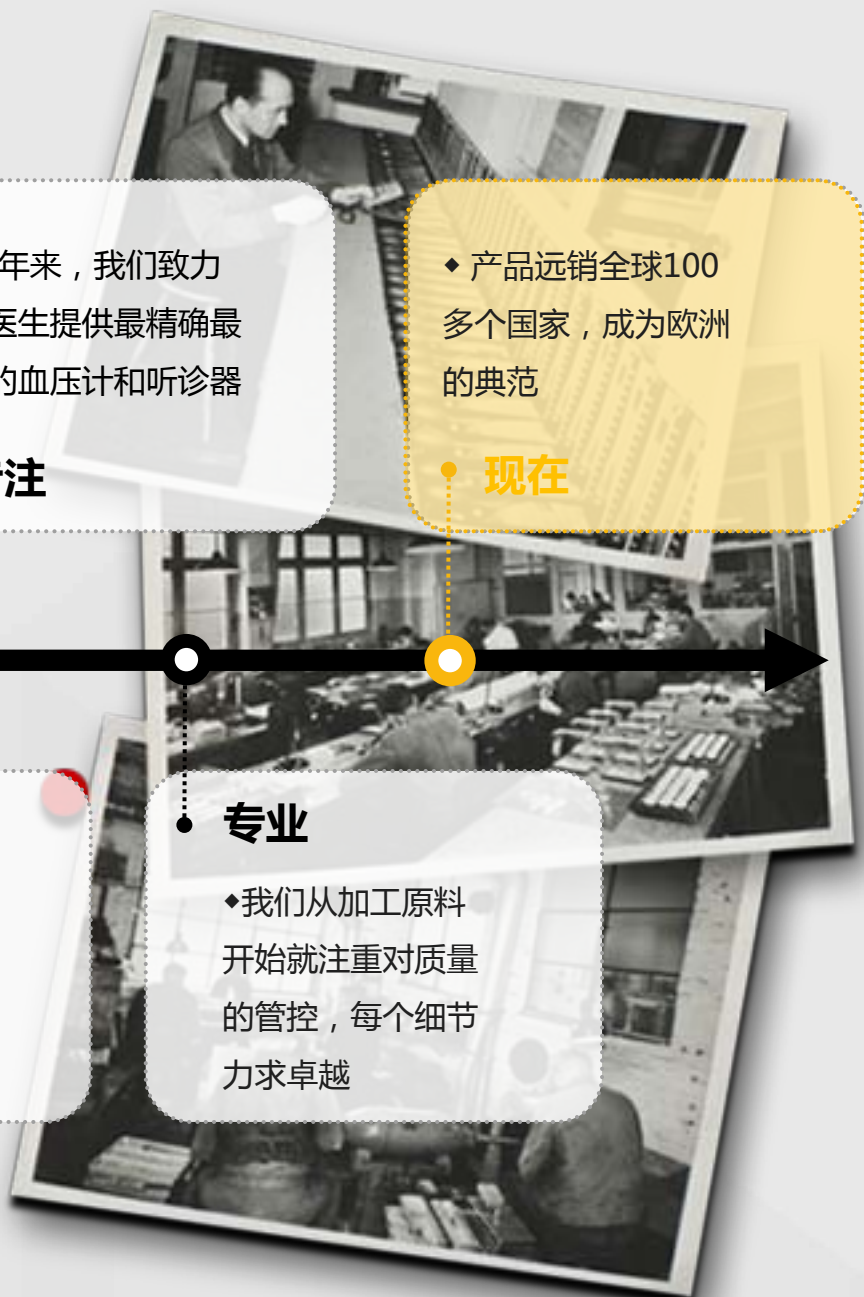 年来，我们致力
医生提供最精确最
的血压计和听诊器
注
◆ 产品远销全球100
多个国家，成为欧洲
的典范
现在
专业
◆我们从加工原料
开始就注重对质量
的管控，每个细节
力求卓越